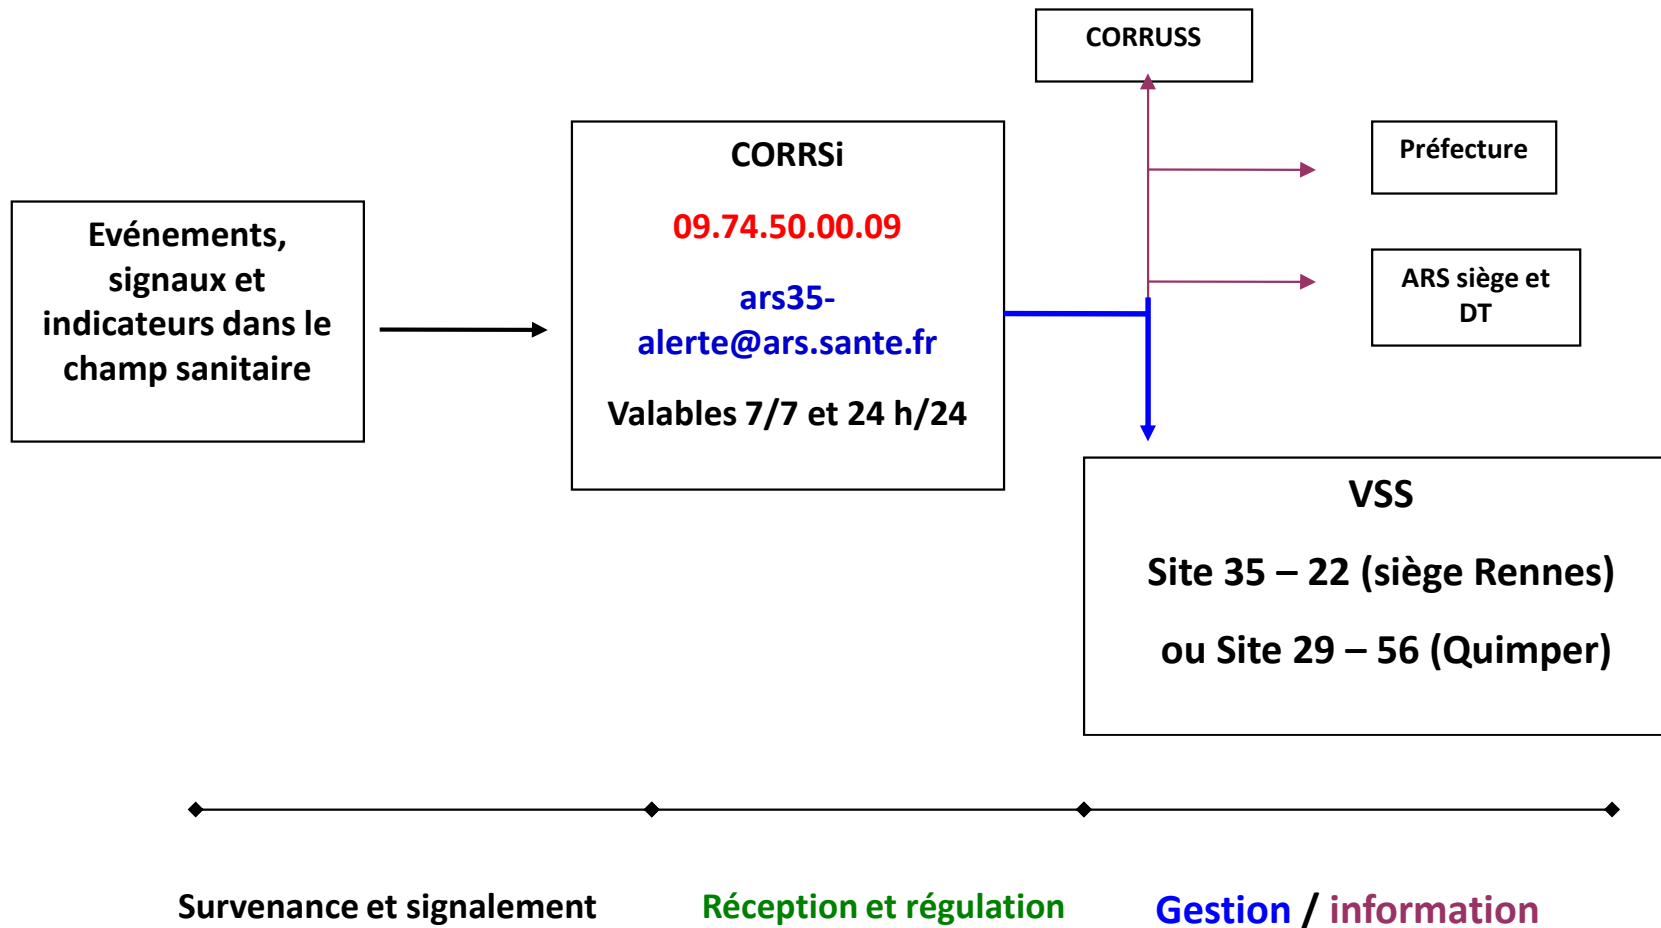 Evénements,
signaux et
indicateurs dans le
champ sanitaire
CORRSi
09.74.50.00.09
ars35-
alerte@ars.sante.fr
Valables 7/7 et 24 h/24
CORRUSS
Préfecture
ARS siège et
DT
VSS
Site 35 – 22 (siège Rennes)
ou Site 29 – 56 (Quimper)
Survenance et signalement
Réception et régulation
Gestion / information